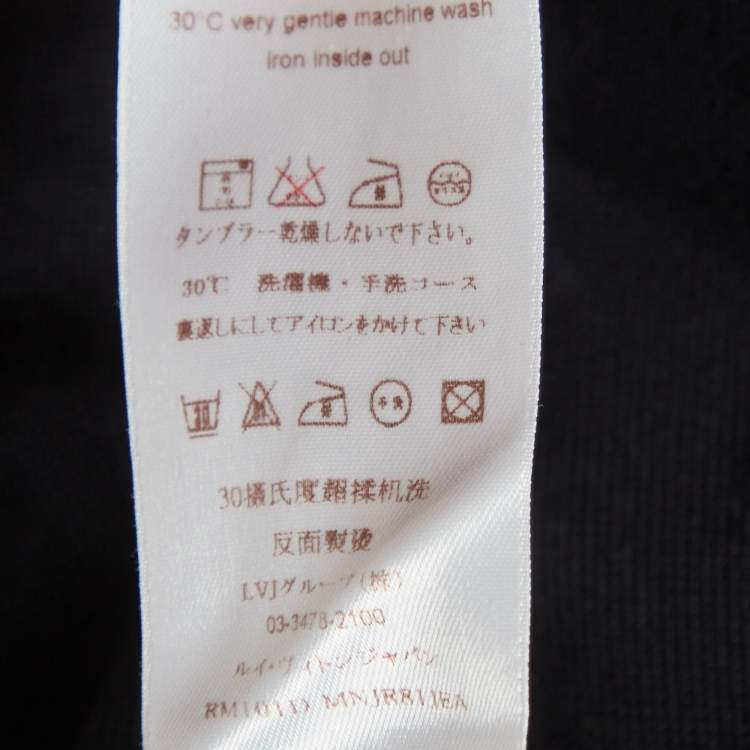 30°C very gentle machine wash
iron inside out
タンブラー乾燥しないで下さい。
30℃ 洗濯機・手洗コース
裏返しにしてアイロンをかけて下さい
30
30摄氏度超揉机洗
反面熨烫
LVJグループ(株)
03-3478-2100
ルイ・ヴィトンジャパン